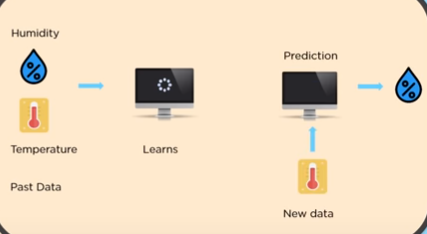 Humidity
Temperature
Past Data
Learns
Prediction
New data